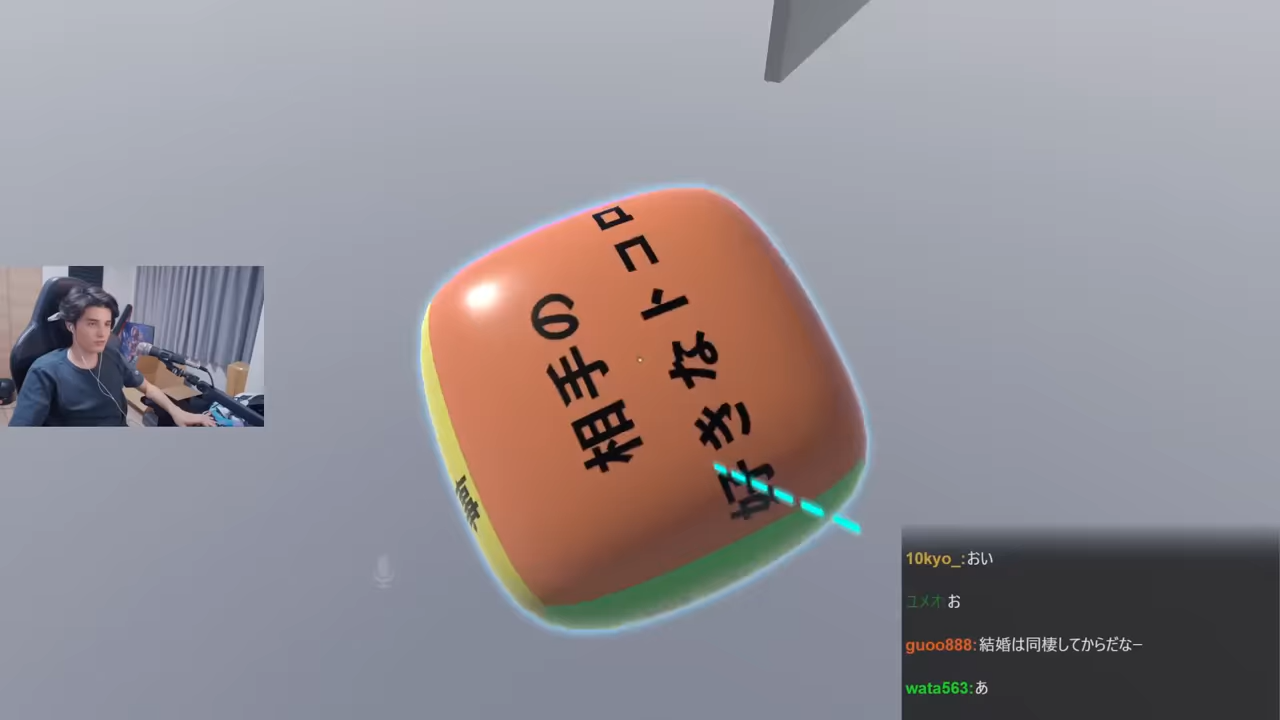 相手の
好きなトコロ
10kyo_:おい
ユメオ:お
guoo888:結婚は同棲してからだなー
wata563:あ